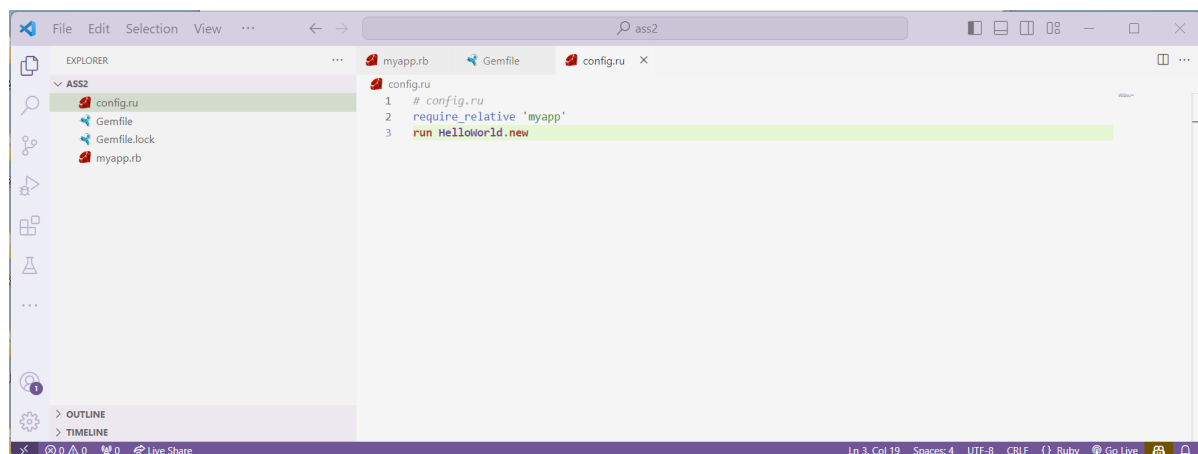 File Edit Selection View ··· ass2
EXPLORER ···
ASS2
config.ru
Gemfile
Gemfile.lock
myapp.rb
OUTLINE
TIMELINE
myapp.rb Gemfile config.ru
config.ru
1 # config.ru
2 require_relative 'myapp'
3 run HelloWorld.new
1
0 0 0 Live Share Ln 3, Col 19 Spaces: 4 UTF-8 CRLF {} Ruby Go Live